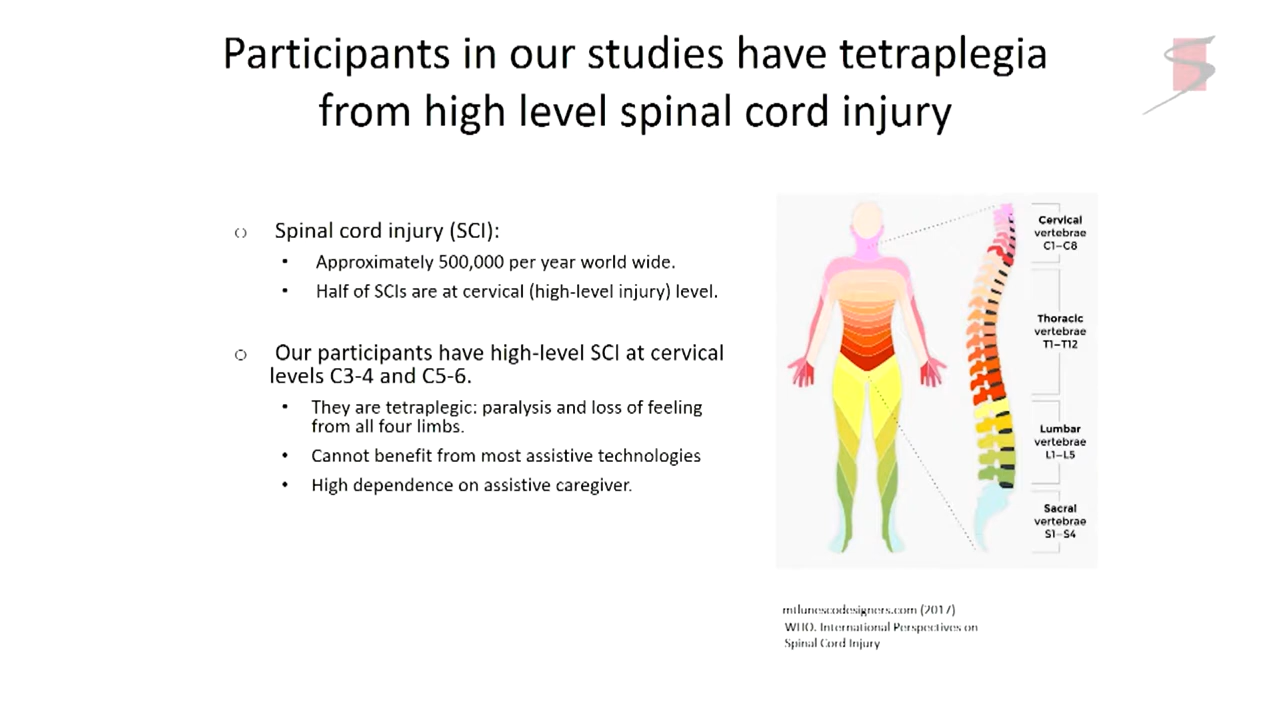 Participants in our studies have tetraplegia
from high level spinal cord injury
Spinal cord injury (SCI):
• Approximately 500,000 per year world wide.
• Half of SCIs are at cervical (high-level injury) level.
Our participants have high-level SCI at cervical
levels C3-4 and C5-6.
• They are tetraplegic: paralysis and loss of feeling
from all four limbs.
• Cannot benefit from most assistive technologies
• High dependence on assistive caregiver.
Cervical
vertebrae
C1–C8
Thoracic
vertebrae
T1–T12
Lumbar
vertebrae
L1–L5
Sacral
vertebrae
S1–S4
mtlunescodesigners.com (2017)
WHO. International Perspectives on
Spinal Cord Injury